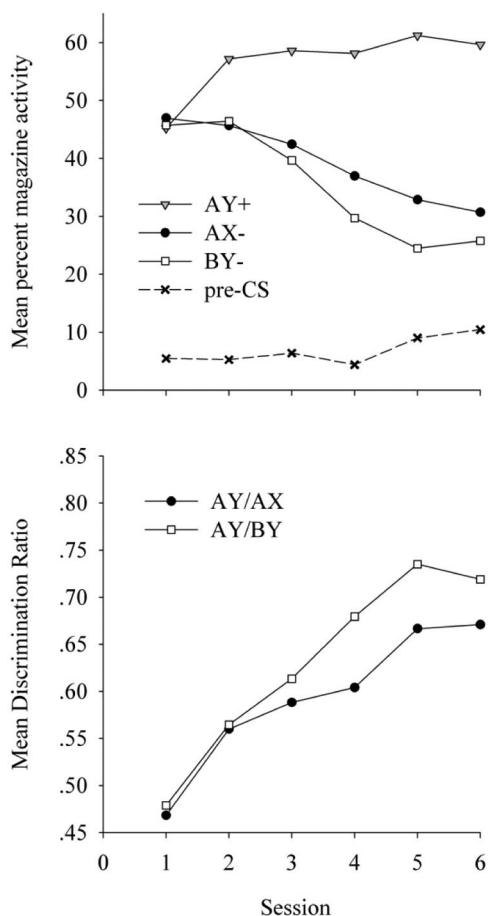 Mean percent magazine activity
60
50
40
30
20
10
0
AY+
AX-
BY-
pre-CS
Mean Discrimination Ratio
.85
.80
.75
.70
.65
.60
.55
.50
.45
AY/AX
AY/BY
0 1 2 3 4 5 6
Session